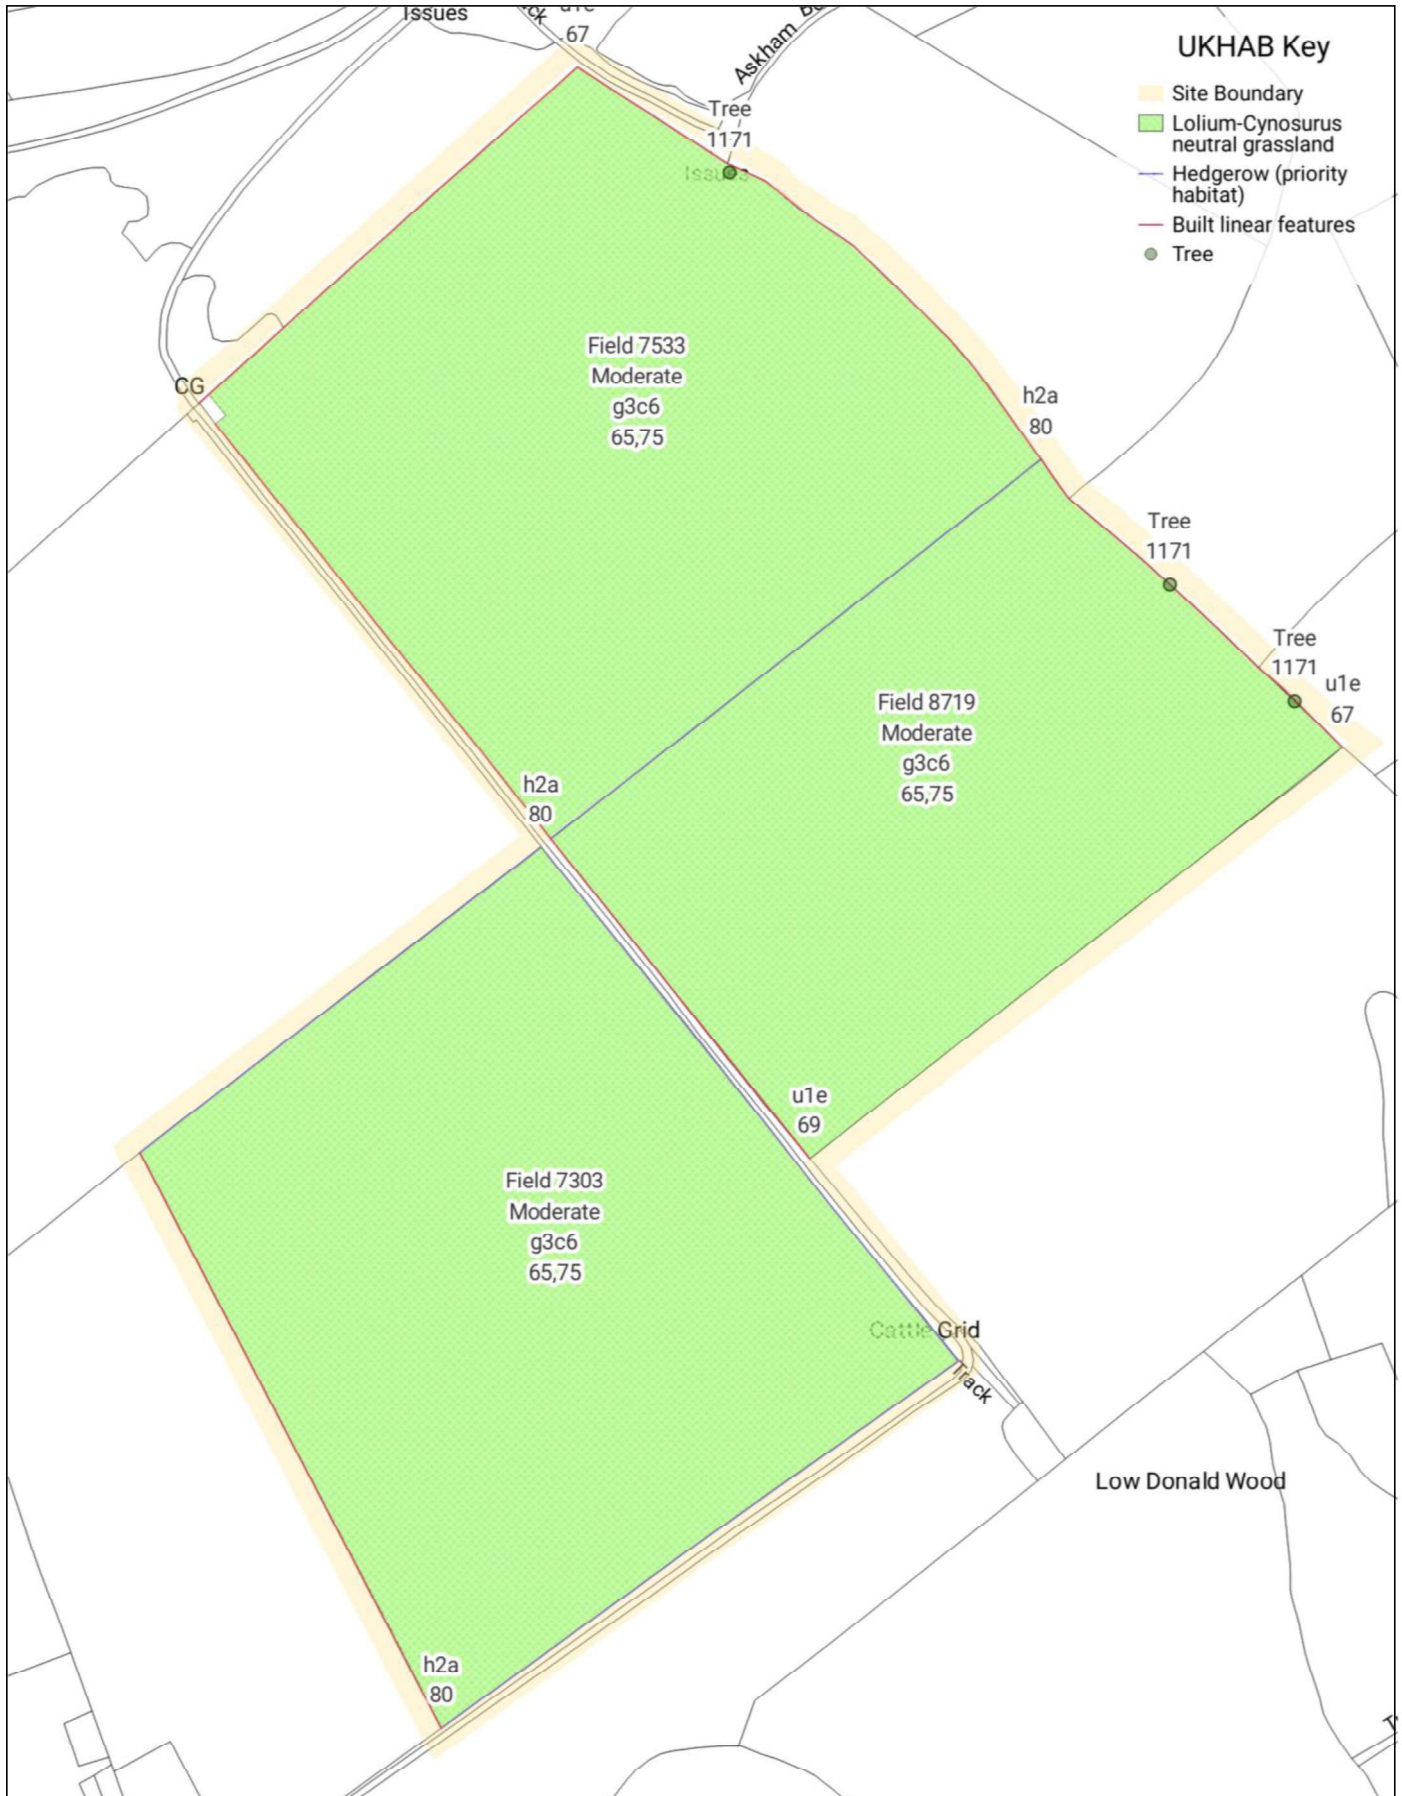 Issues
67
Askham
Tree
1171
Issues
UKHAB Key
Site Boundary
Lolium-Cynosurus
neutral grassland
Hedgerow (priority
habitat)
Built linear features
Tree
CG
Field 7533
Moderate
g3c6
65,75
h2a
80
Tree
1171
Tree
1171
u1e
67
Field 8719
Moderate
g3c6
65,75
h2a
80
u1e
69
Field 7303
Moderate
g3c6
65,75
Cattle Grid
Track
Low Donald Wood
h2a
80